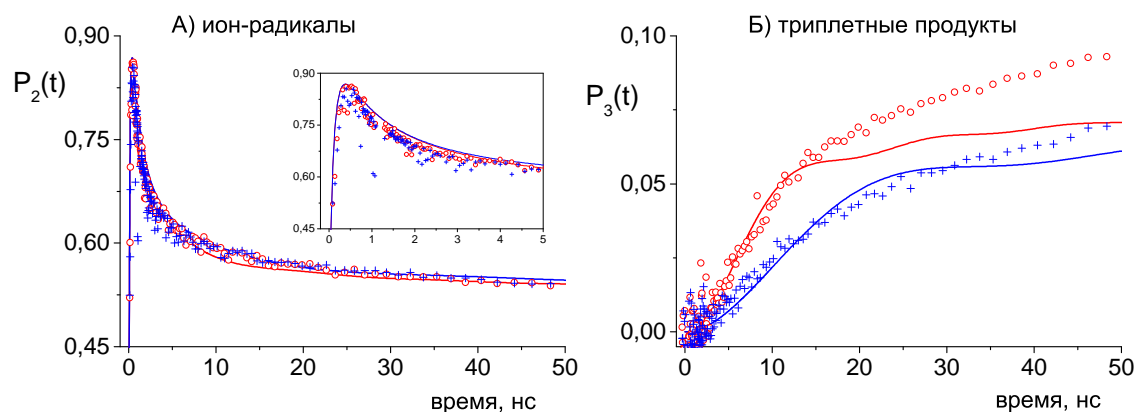 А) ион-радикалы
Б) триплетные продукты
P2(t)
0,90
0,75
0,60
0,45
0 10 20 30 40 50
время, нс
0,90
0,75
0,60
0,45
0 1 2 3 4 5
P3(t)
0,10
0,05
0,00
0 10 20 30 40 50
время, нс